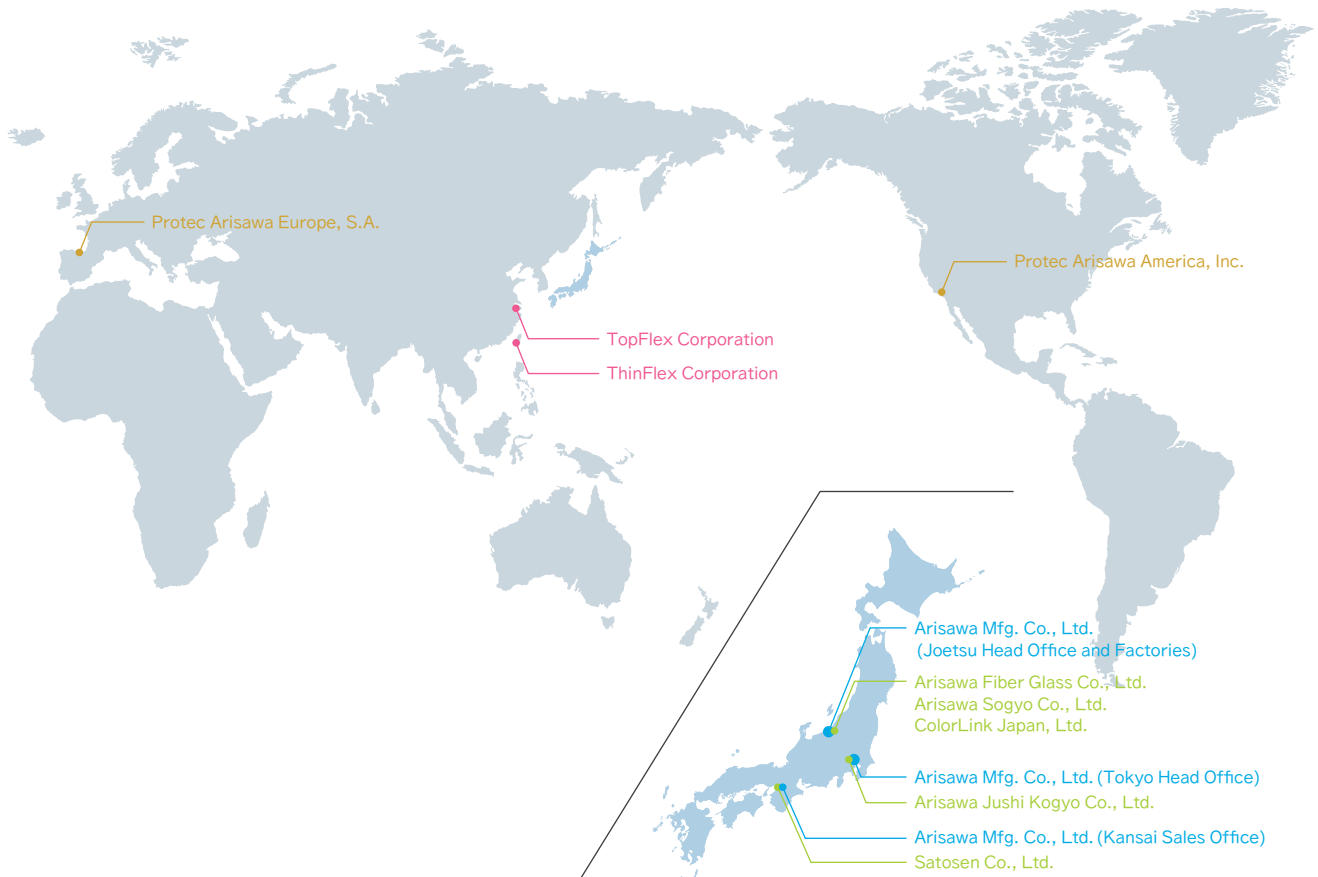 Protec Arisawa Europe, S.A.
Protec Arisawa America, Inc.
TopFlex Corporation
ThinFlex Corporation
Arisawa Mfg. Co., Ltd.
(Joetsu Head Office and Factories)
Arisawa Fiber Glass Co., Ltd.
Arisawa Sogyo Co., Ltd.
ColorLink Japan, Ltd.
Arisawa Mfg. Co., Ltd. (Tokyo Head Office)
Arisawa Jushi Kogyo Co., Ltd.
Arisawa Mfg. Co., Ltd. (Kansai Sales Office)
Satosen Co., Ltd.